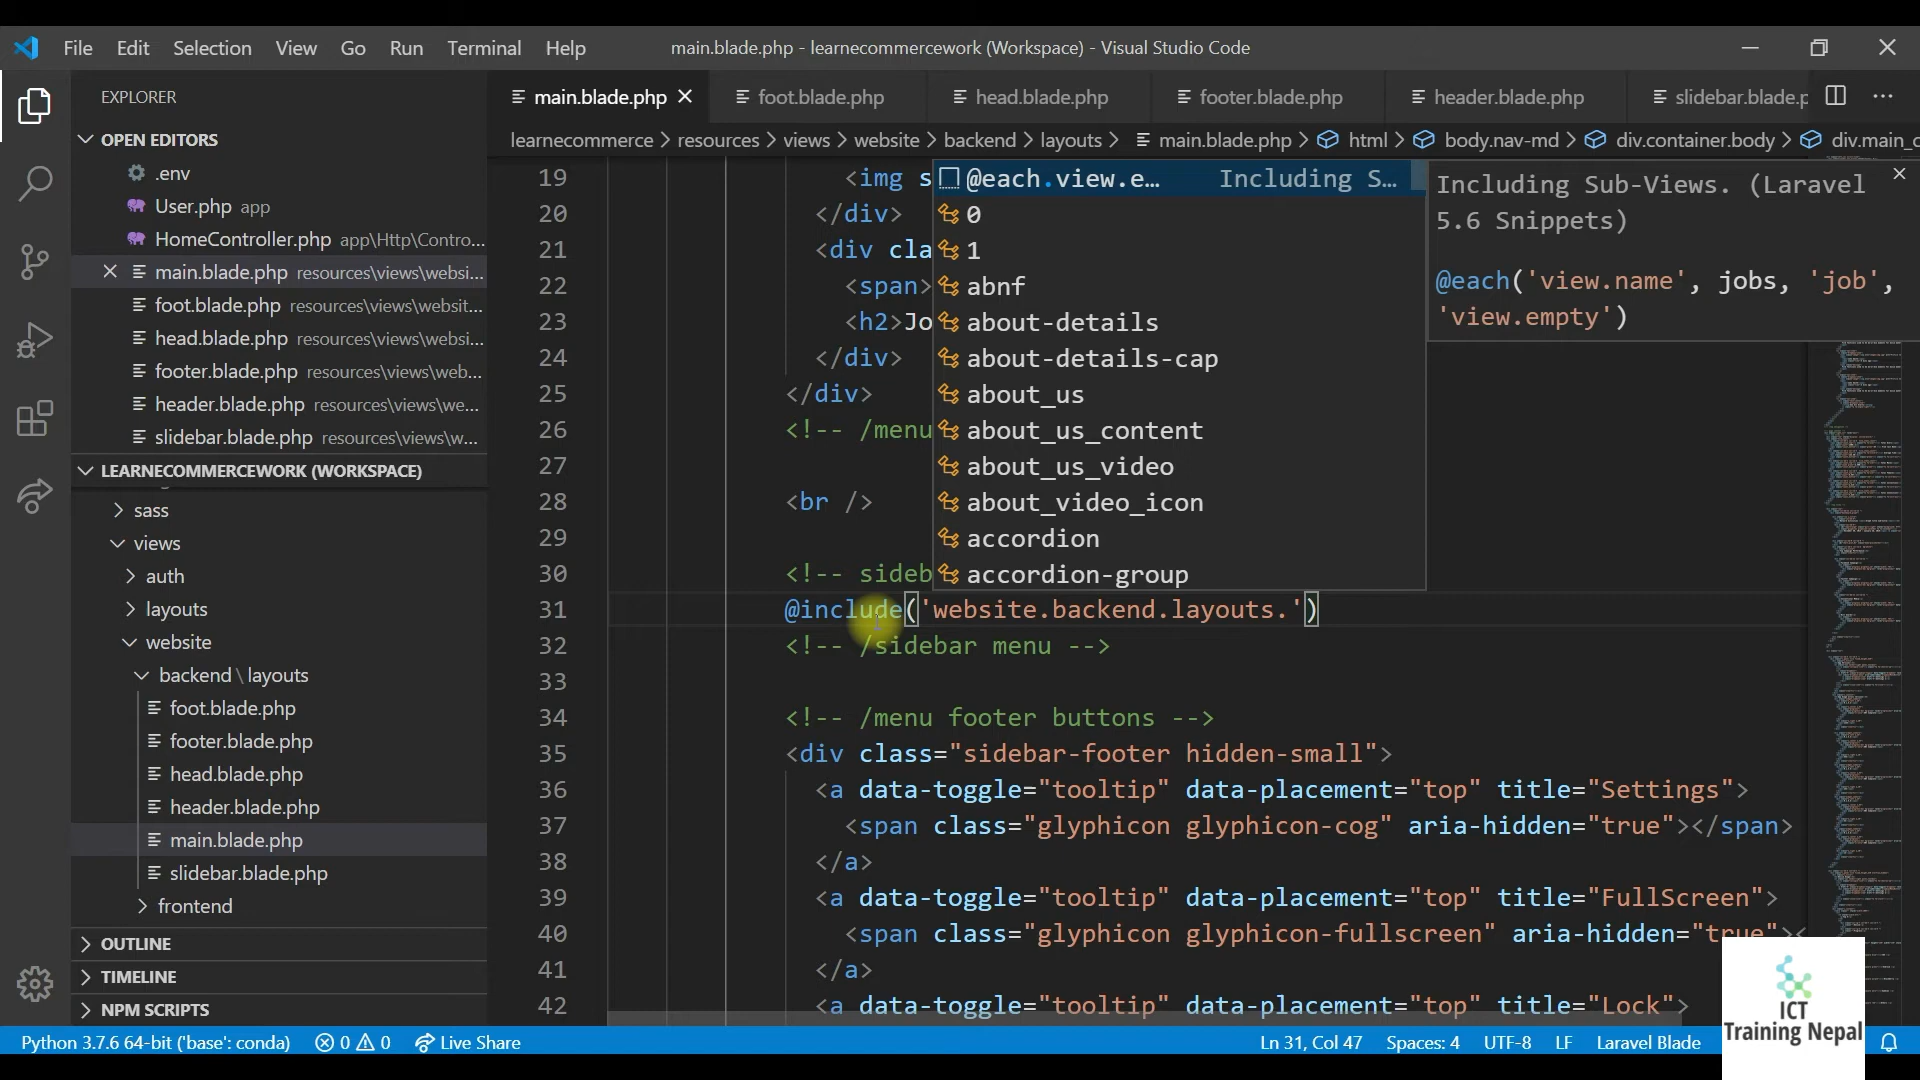 File Edit Selection View Go Run Terminal Help main.blade.php - learnecommercework (Workspace) - Visual Studio Code
EXPLORER
OPEN EDITORS
.env
User.php app
HomeController.php app\Http\Contro...
main.blade.php resources\views\websi...
foot.blade.php resources\views\websit...
head.blade.php resources\views\websi...
footer.blade.php resources\views\web...
header.blade.php resources\views\we...
slidebar.blade.php resources\views\w...
LEARNECOMMERCEWORK (WORKSPACE)
sass
views
auth
layouts
website
backend \ layouts
foot.blade.php
footer.blade.php
head.blade.php
header.blade.php
main.blade.php
slidebar.blade.php
frontend
OUTLINE
TIMELINE
NPM SCRIPTS
main.blade.php foot.blade.php head.blade.php footer.blade.php header.blade.php slidebar.blade.p
learnecommerce > resources > views > website > backend > layouts > main.blade.php > html > body.nav-md > div.container.body > div.main_c
19 <img s
20 </div>
21 <div cla
22 <span>
23 <h2>Jo
24 </div>
25 </div>
26 <!-- /menu
27
28 <br />
29
30 <!-- sideb
31 @include('website.backend.layouts.')
32 <!-- /sidebar menu -->
33
34 <!-- /menu footer buttons -->
35 <div class="sidebar-footer hidden-small">
36 <a data-toggle="tooltip" data-placement="top" title="Settings">
37 <span class="glyphicon glyphicon-cog" aria-hidden="true"></span>
38 </a>
39 <a data-toggle="tooltip" data-placement="top" title="FullScreen">
40 <span class="glyphicon glyphicon-fullscreen" aria-hidden="true"><
41 </a>
42 <a data-toggle="tooltip" data-placement="top" title="Lock">
@each.view.e... Including S...
0
1
abnf
about-details
about-details-cap
about_us
about_us_content
about_us_video
about_video_icon
accordion
accordion-group
Including Sub-Views. (Laravel
5.6 Snippets)
@each('view.name', jobs, 'job',
'view.empty')
ICT
Training Nepal
Python 3.7.6 64-bit ('base': conda) 0 0 Live Share Ln 31, Col 47 Spaces: 4 UTF-8 LF Laravel Blade